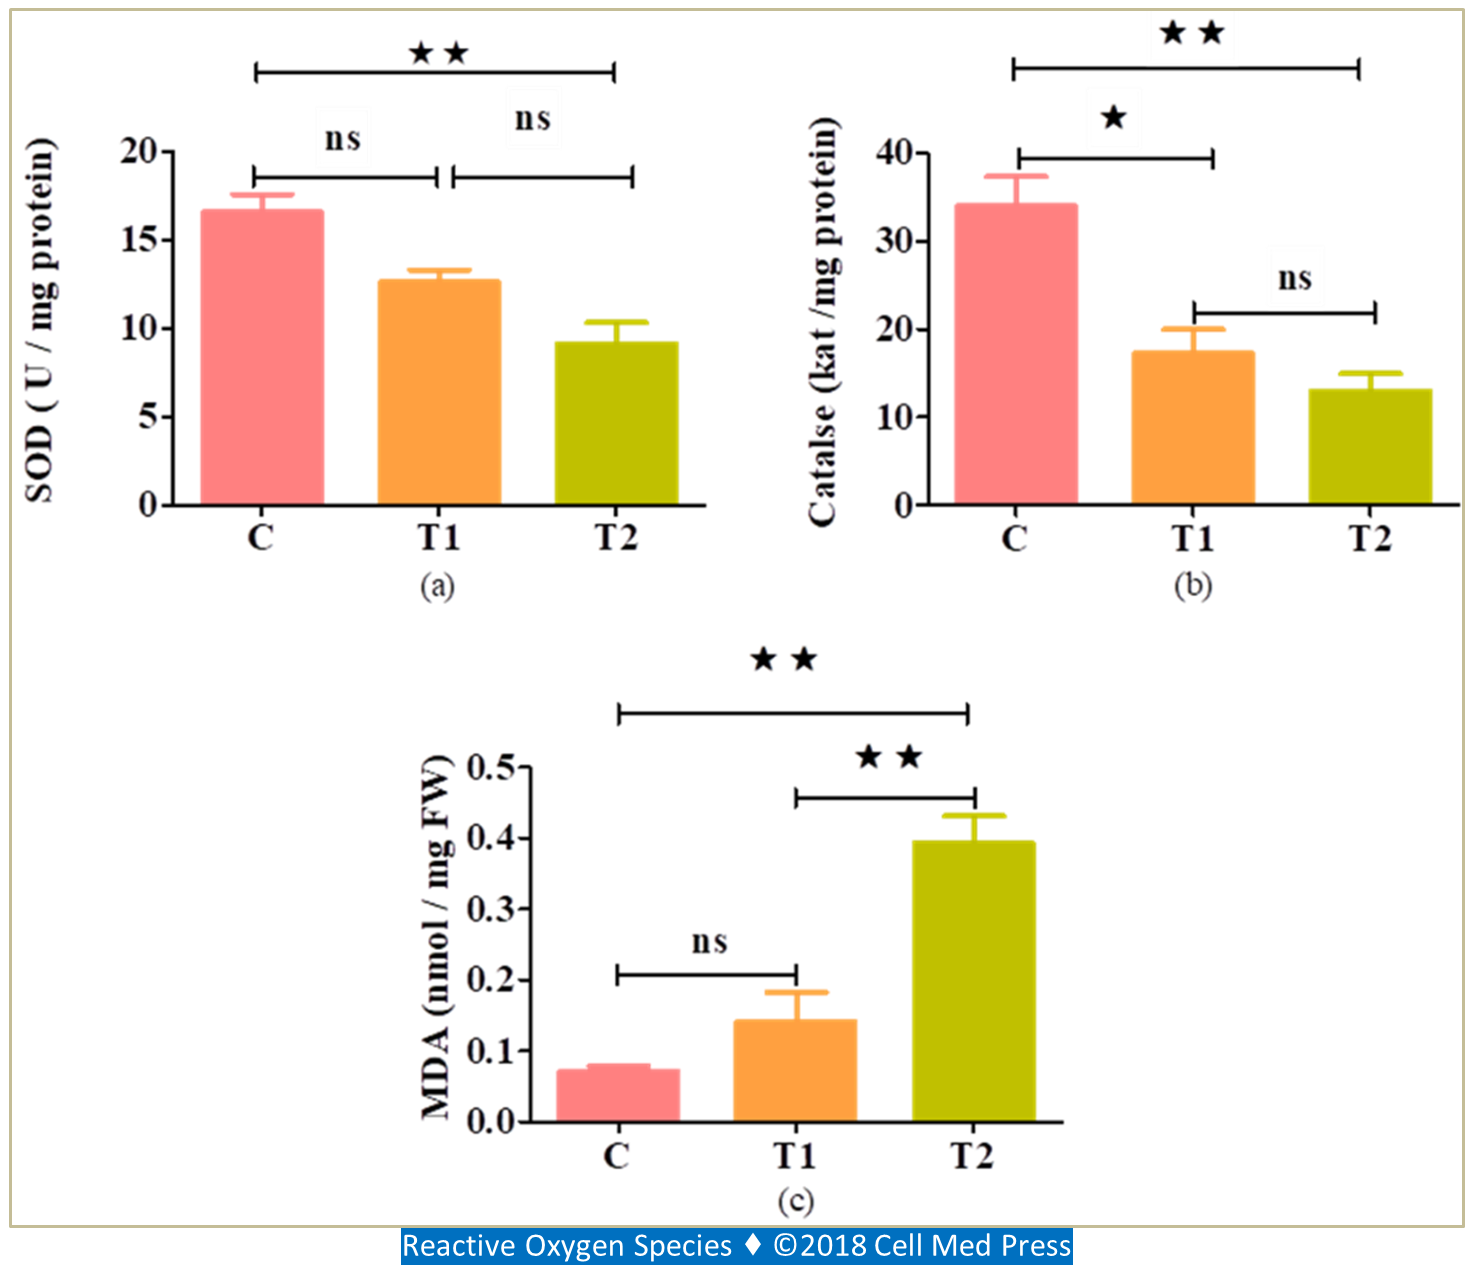 ★ ★
ns
ns
SOD ( U / mg protein)
20
15
10
5
0
C T1 T2
(a)
★ ★
★
ns
Catalse (kat /mg protein)
40
30
20
10
0
C T1 T2
(b)
★ ★
★ ★
ns
MDA (nmol / mg FW)
0.5
0.4
0.3
0.2
0.1
0.0
C T1 T2
(c)
Reactive Oxygen Species ♦ ©2018 Cell Med Press